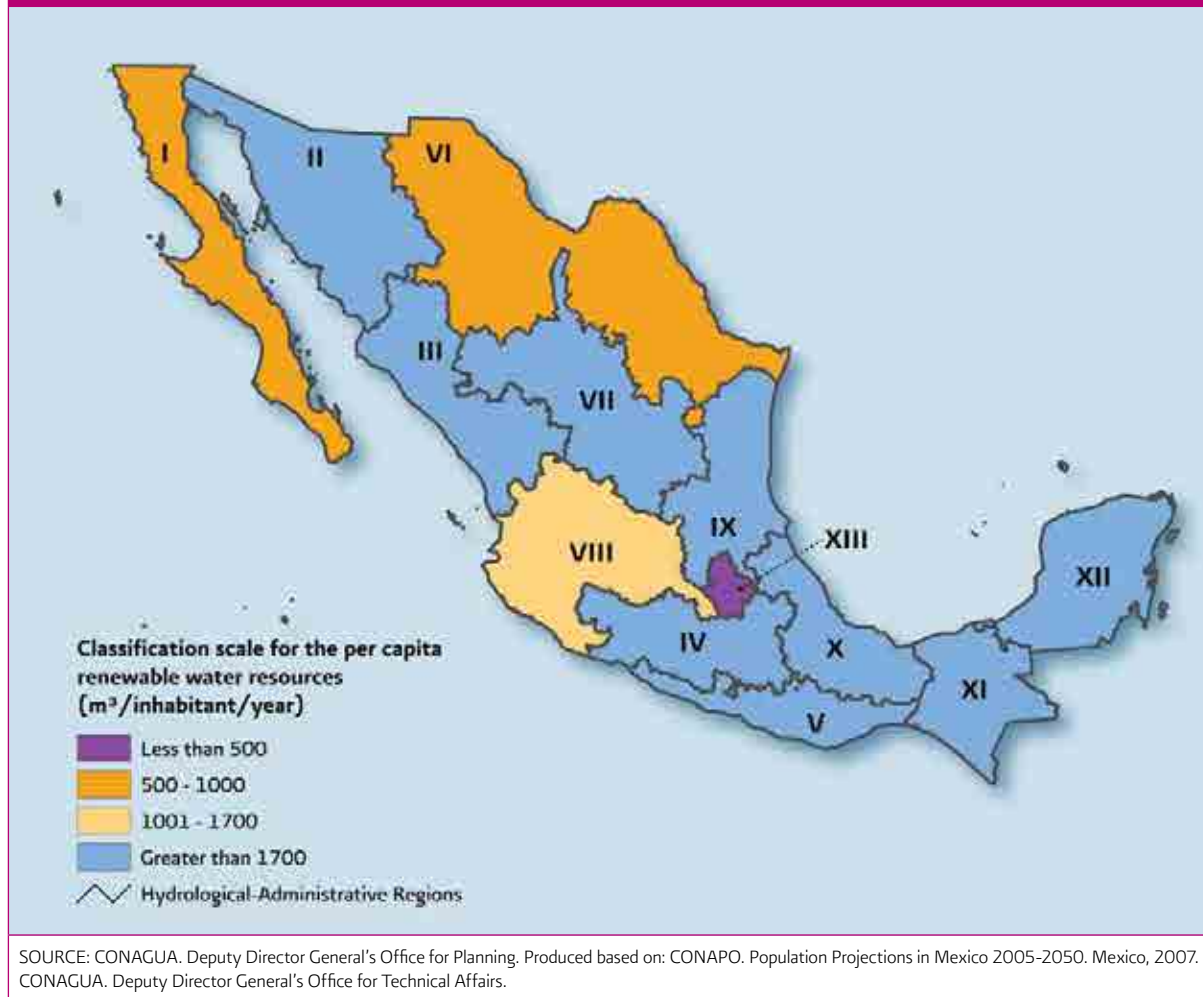 I
II
VI
III
VII
IX
XIII
VIII
XII
IV
X
XI
V
Classification scale for the per capita
renewable water resources
(m³/inhabitant/year)
Less than 500
500 - 1000
1001 - 1700
Greater than 1700
Hydrological-Administrative Regions
SOURCE: CONAGUA. Deputy Director General's Office for Planning. Produced based on: CONAPO. Population Projections in Mexico 2005-2050. Mexico, 2007.
CONAGUA. Deputy Director General's Office for Technical Affairs.